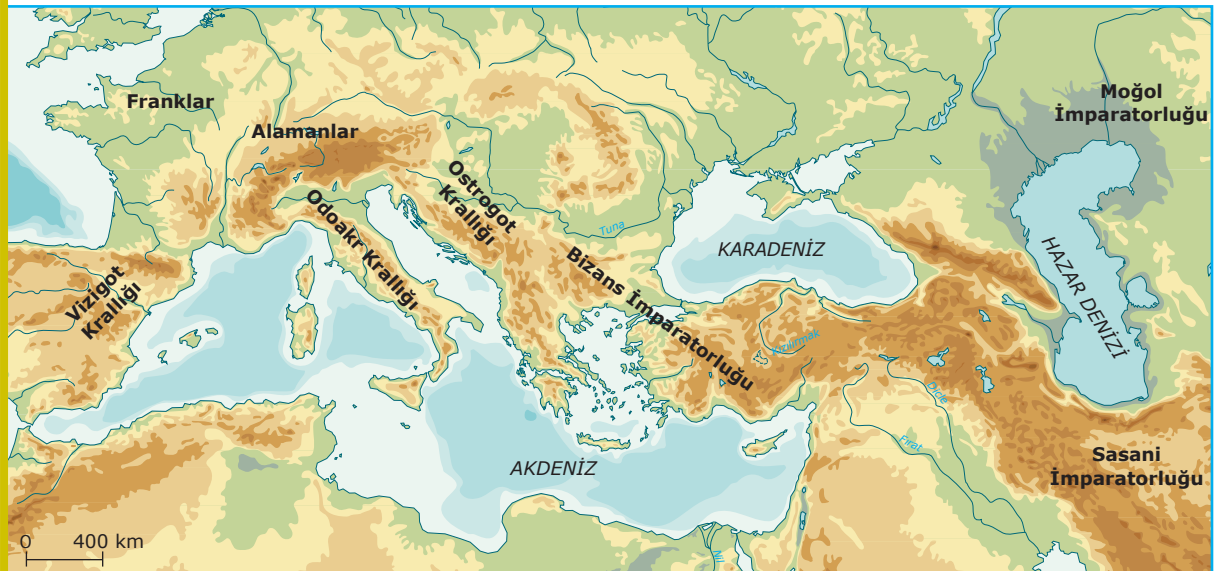 Franklar
Alamanlar
Moğol
İmparatorluğu
Ostrogot
Krallığı
Odoakr Krallığı
Vizigot
Krallığı
Tuna
Bizans İmparatorluğu
KARADENİZ
HAZAR DENİZİ
Kızılırmak
Dicle
Fırat
Sasani
İmparatorluğu
AKDENİZ
Nil
0 400 km